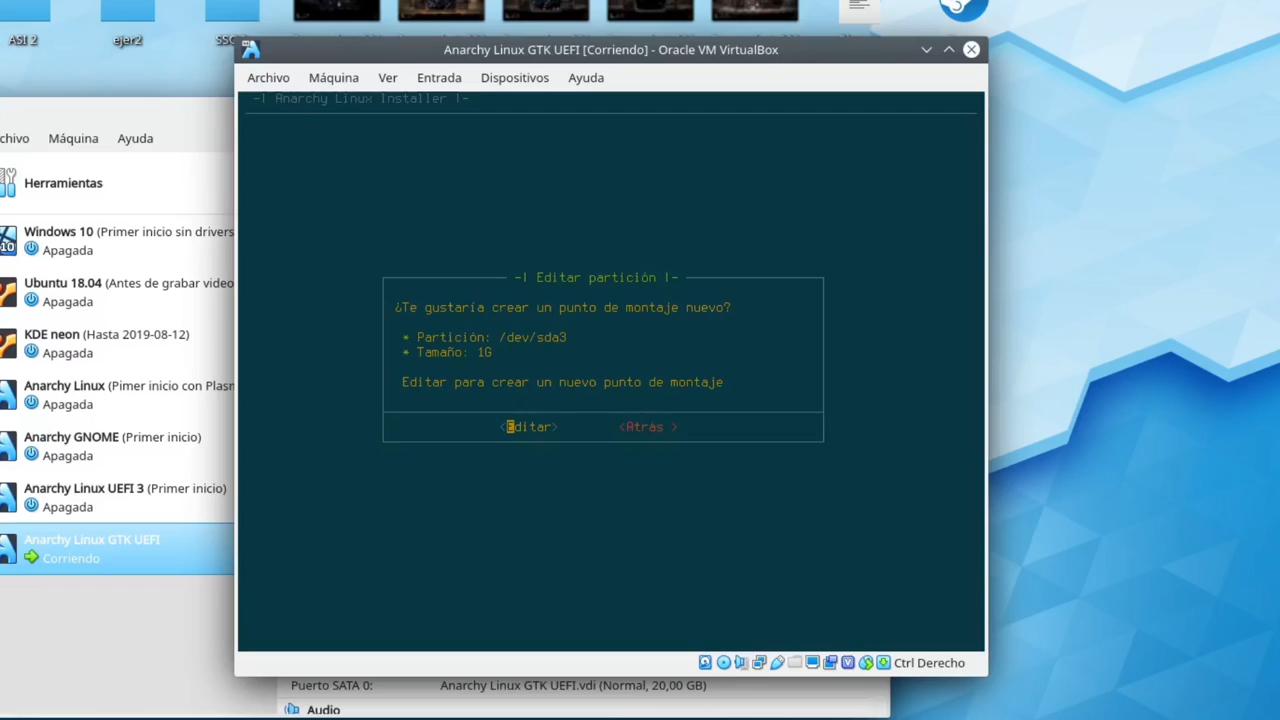 ASI 2
ejer2
Anarchy Linux GTK UEFI [Corriendo] - Oracle VM VirtualBox
Archivo Máquina Ver Entrada Dispositivos Ayuda
-| Anarchy Linux Installer |-
chivo Máquina Ayuda
Herramientas
Windows 10 (Primer inicio sin drivers
Apagada
Ubuntu 18.04 (Antes de grabar video
Apagada
KDE neon (Hasta 2019-08-12)
Apagada
Anarchy Linux (Pimer inicio con Plasm
Apagada
Anarchy GNOME (Primer inicio)
Apagada
Anarchy Linux UEFI 3 (Primer inicio)
Apagada
Anarchy Linux GTK UEFI
Corriendo
-| Editar partición |-
¿Te gustaría crear un punto de montaje nuevo?
* Partición: /dev/sda3
* Tamaño: 1G
Editar para crear un nuevo punto de montaje
<Editar> <Atrás >
Ctrl Derecho
Puerto SATA 0: Anarchy Linux GTK UEFI.vdi (Normal, 20,00 GB)
Audio